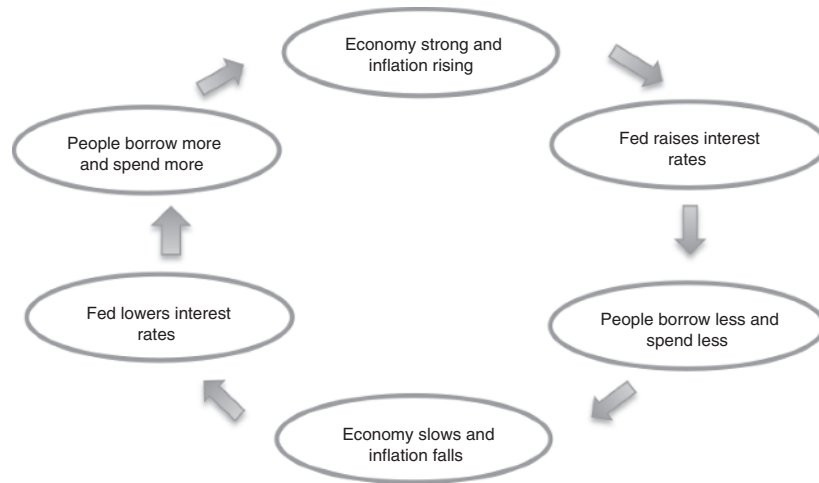 Economy strong and
inflation rising
Fed raises interest
rates
People borrow less and
spend less
Economy slows and
inflation falls
Fed lowers interest
rates
People borrow more
and spend more